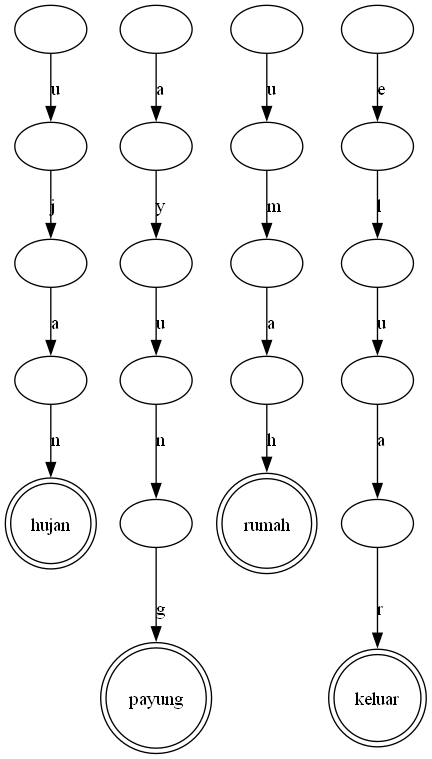 u a u e
j y m l
a u a u
n n h a
hujan rumah
g r
payung keluar